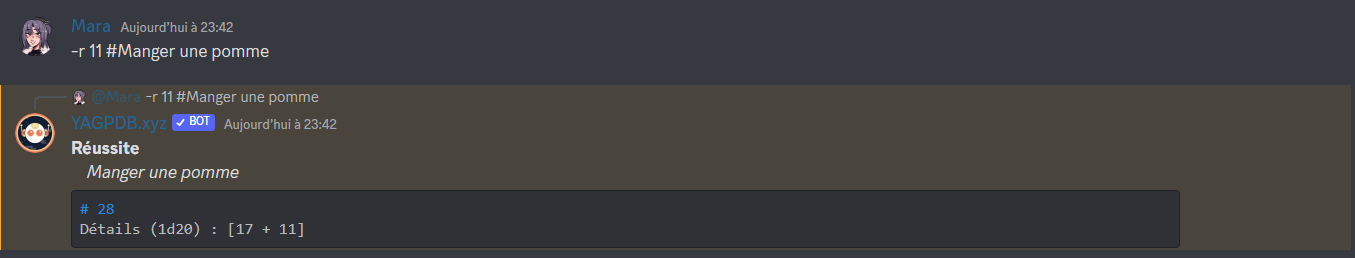 Mara Aujourd'hui à 23:42
-r 11 #Manger une pomme
@Mara -r 11 #Manger une pomme
YAGPDB.xyz ✓ BOT Aujourd'hui à 23:42
Réussite
Manger une pomme
# 28
Détails (1d20) : [17 + 11]